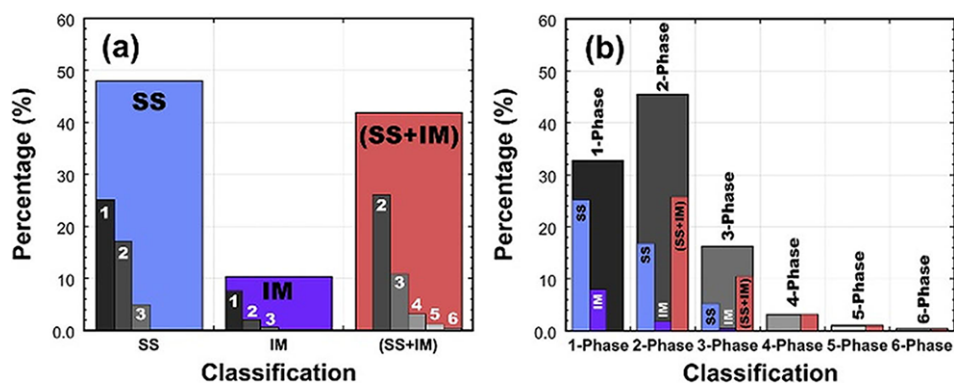 (a)
Percentage (%)
60
50
40
30
20
10
0.0
SS
1
2
3
IM
1
2
3
(SS+IM)
2
3
4
5
6
SS
IM
(SS+IM)
Classification
(b)
Percentage (%)
60
50
40
30
20
10
0.0
1-Phase
SS
IM
2-Phase
SS
IM
(SS+IM)
3-Phase
SS
IM
(SS+IM)
4-Phase
5-Phase
6-Phase
1-Phase 2-Phase 3-Phase 4-Phase 5-Phase 6-Phase
Classification